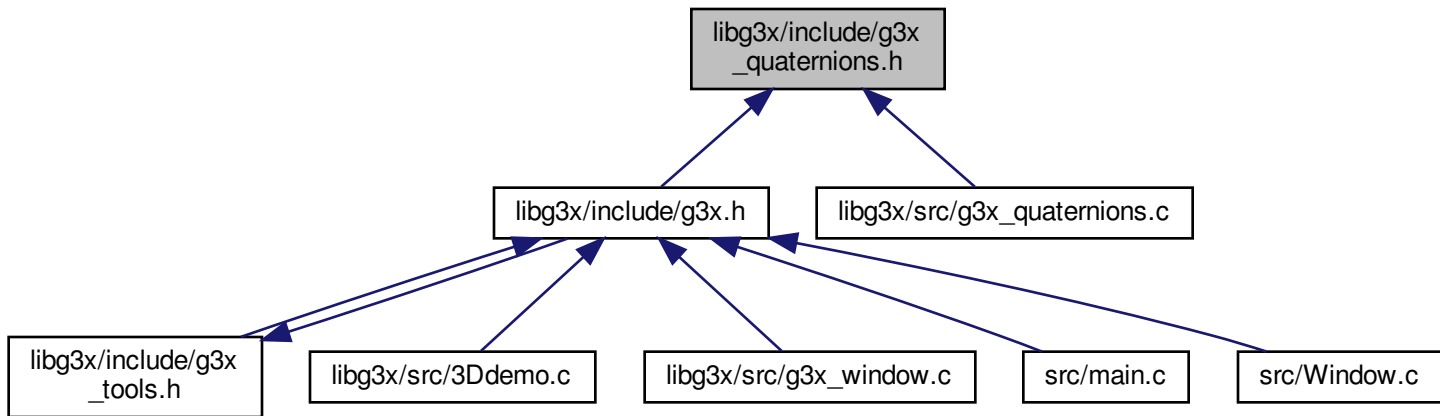 libg3x/include/g3x
_quaternions.h
libg3x/include/g3x.h
libg3x/src/g3x_quaternions.c
libg3x/include/g3x
_tools.h
libg3x/src/3Ddemo.c
libg3x/src/g3x_window.c
src/main.c
src/Window.c